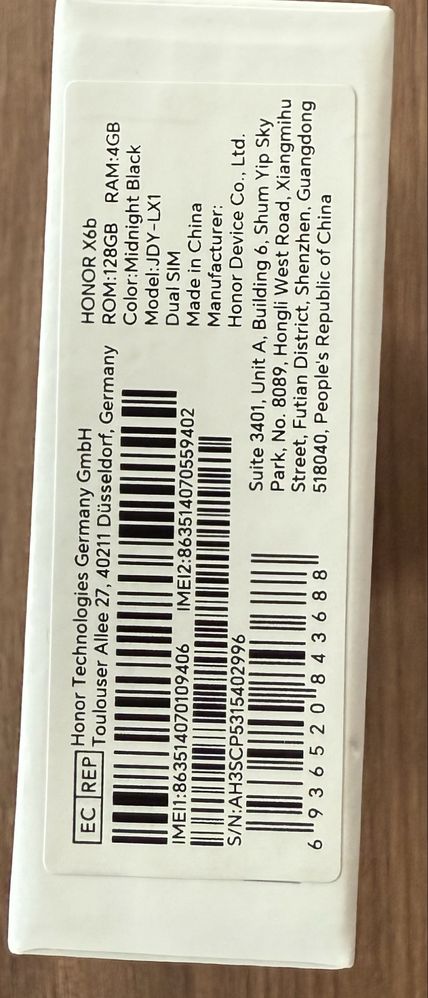 EC REP
Honor Technologies Germany GmbH
Toulouser Allee 27, 40211 Düsseldorf, Germany
IMEI1:863514070109406 IMEI2:863514070559402
S/N:AH3SCP5315402996
6 936520 843688
HONOR X6b
ROM:128GB RAM:4GB
Color:Midnight Black
Model:JDY-LX1
Dual SIM
Made in China
Manufacturer:
Honor Device Co., Ltd.
Suite 3401, Unit A, Building 6, Shum Yip Sky
Park, No. 8089, Hongli West Road, Xiangmihu
Street, Futian District, Shenzhen, Guangdong
518040, People's Republic of China